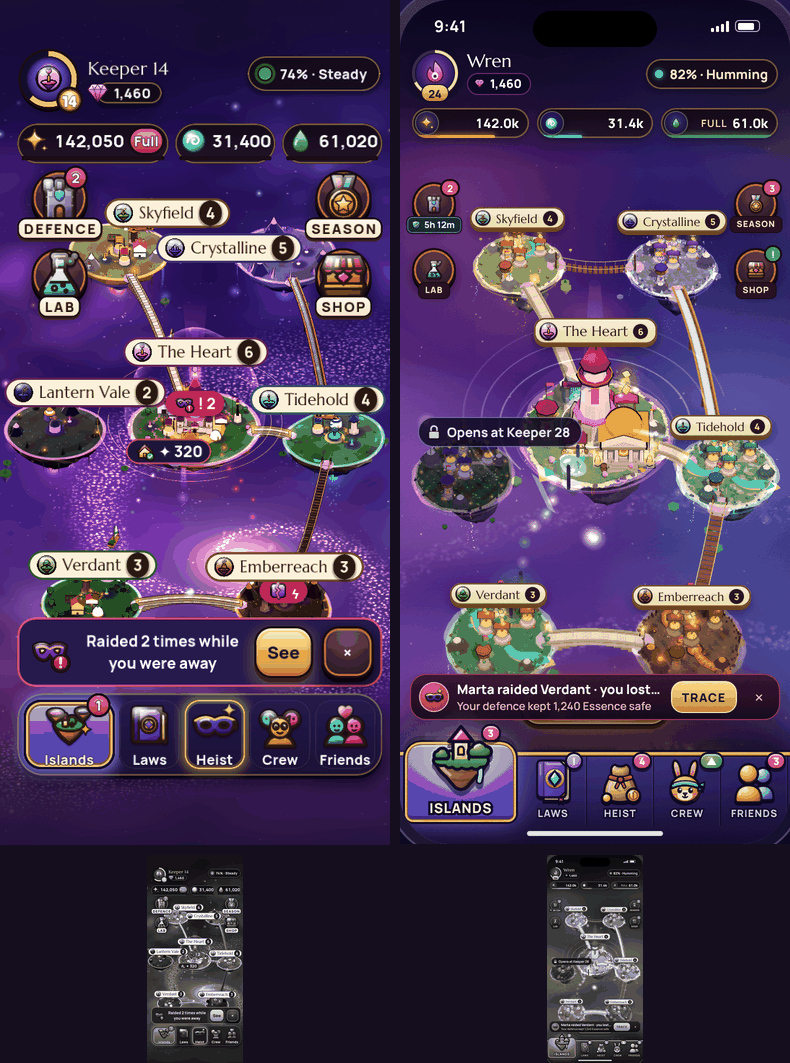 Keeper 14
14
1,460
74% · Steady
142,050 Full
31,400
61,020
2
DEFENCE
Skyfield 4
SEASON
Crystalline 5
LAB
SHOP
The Heart 6
Lantern Vale 2
! 2
Tidehold 4
320
Verdant 3
Emberreach 3
Raided 2 times while
you were away
See
×
1
Islands
Laws
Heist
Crew
Friends
9:41
Wren
24
1,460
82% · Humming
142.0k
31.4k
FULL 61.0k
2
5h 12m
Skyfield 4
Crystalline 5
3
SEASON
LAB
!
SHOP
The Heart 6
Opens at Keeper 28
Tidehold 4
Verdant 3
Emberreach 3
Marta raided Verdant · you lost...
Your defence kept 1,240 Essence safe
TRACE
×
3
ISLANDS
!
LAWS
4
HEIST
CREW
3
FRIENDS